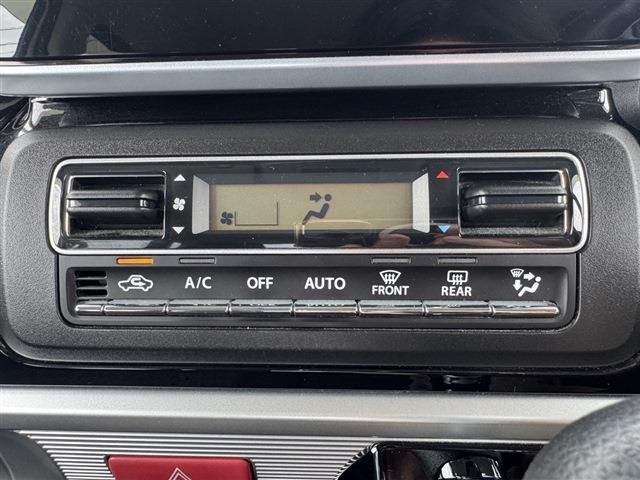 A/C OFF AUTO FRONT REAR